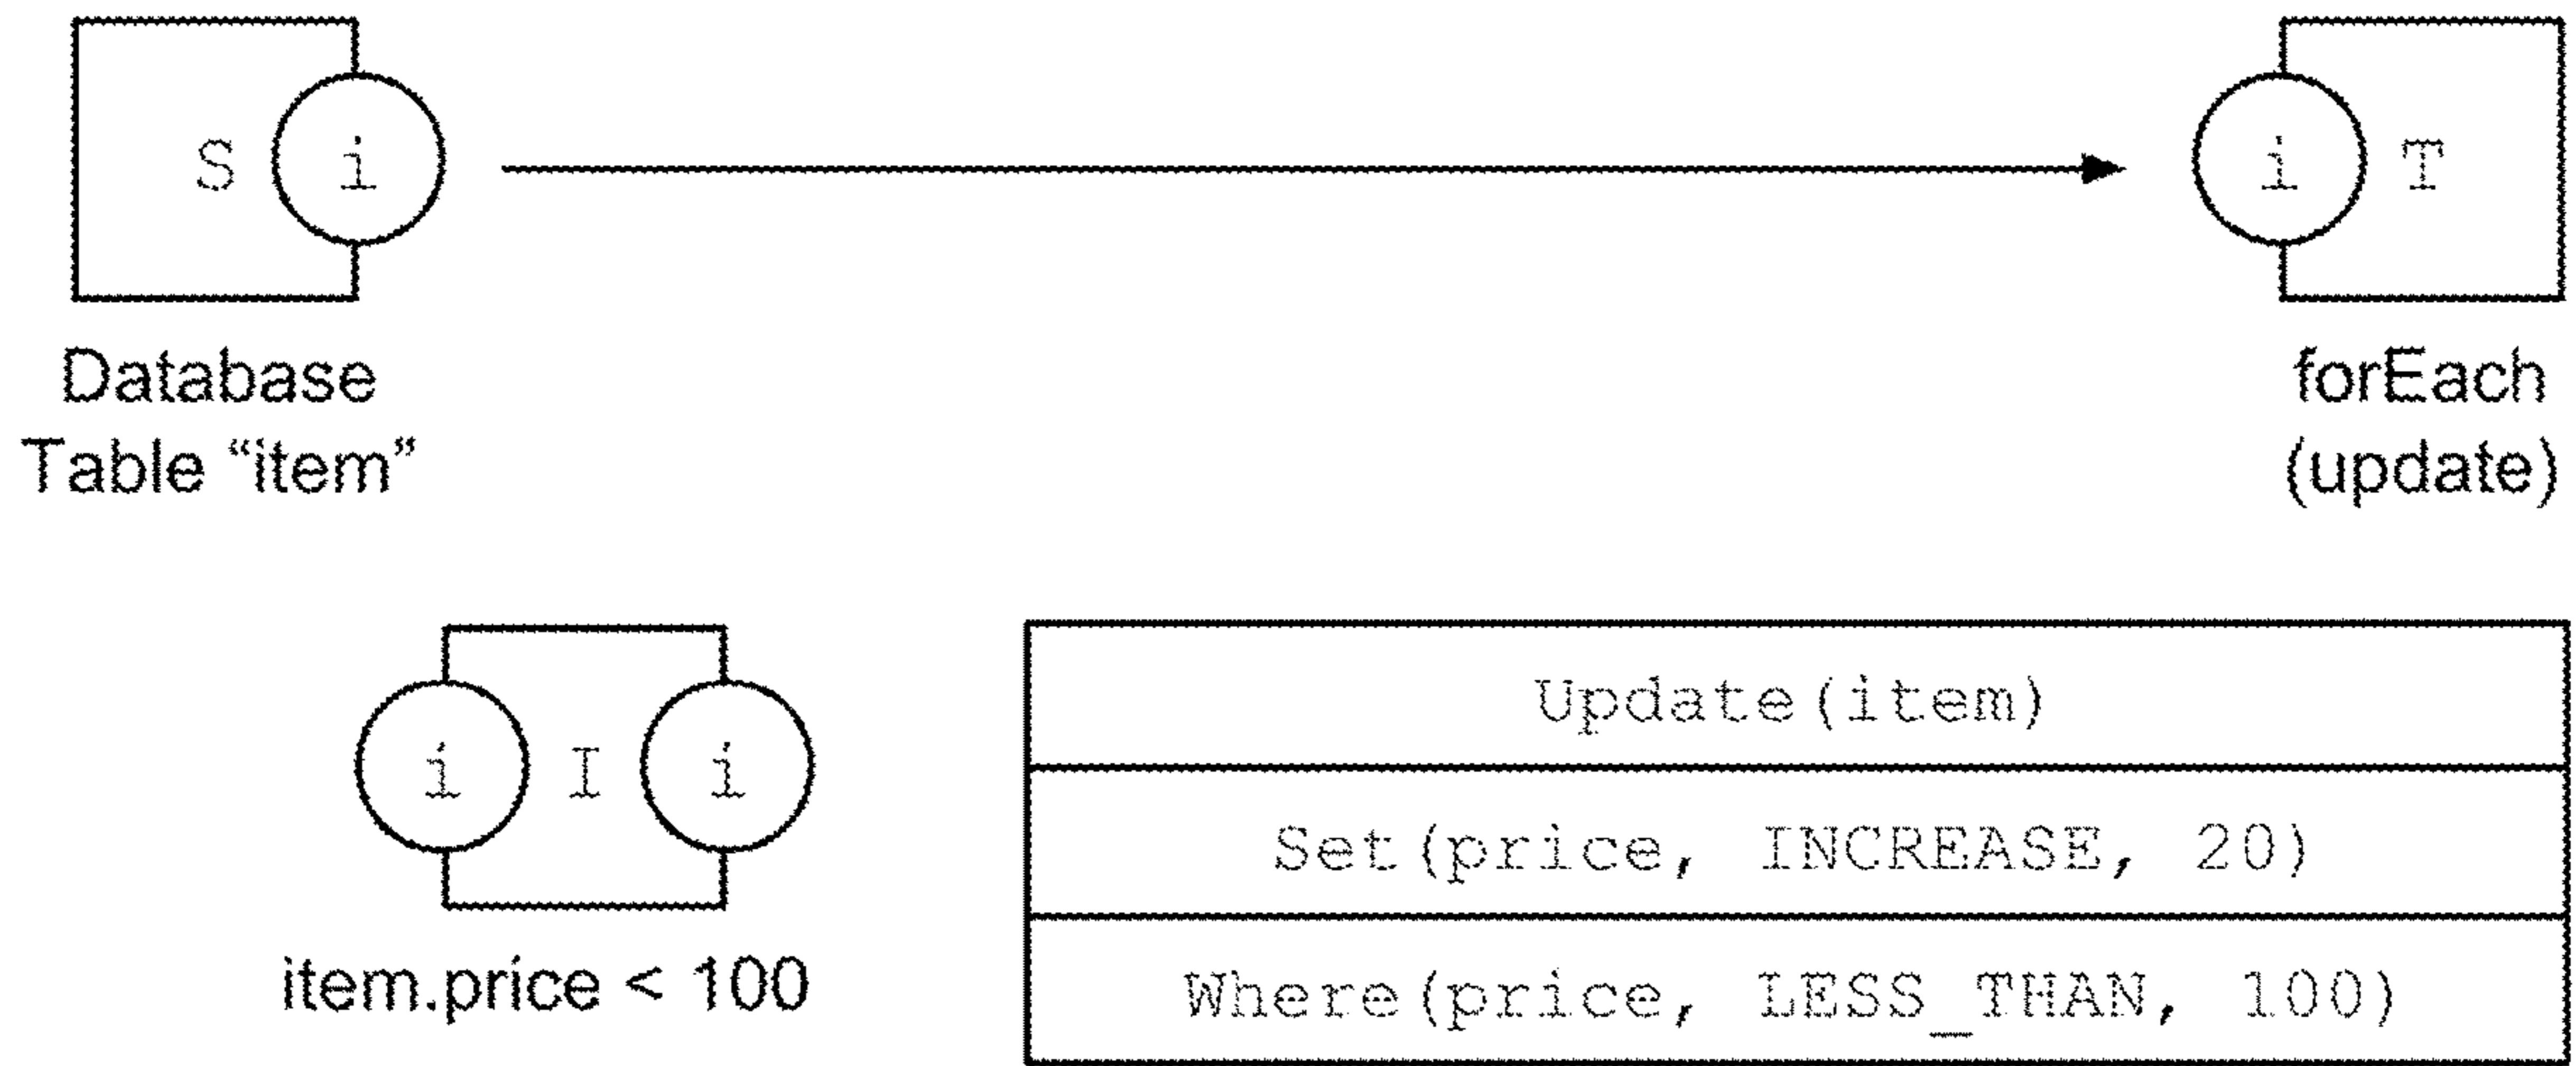 S i
i T
Database
Table “item”
forEach
(update)
i I i
item.price < 100
Update(item)
Set(price, INCREASE, 20)
Where(price, LESS_THAN, 100)